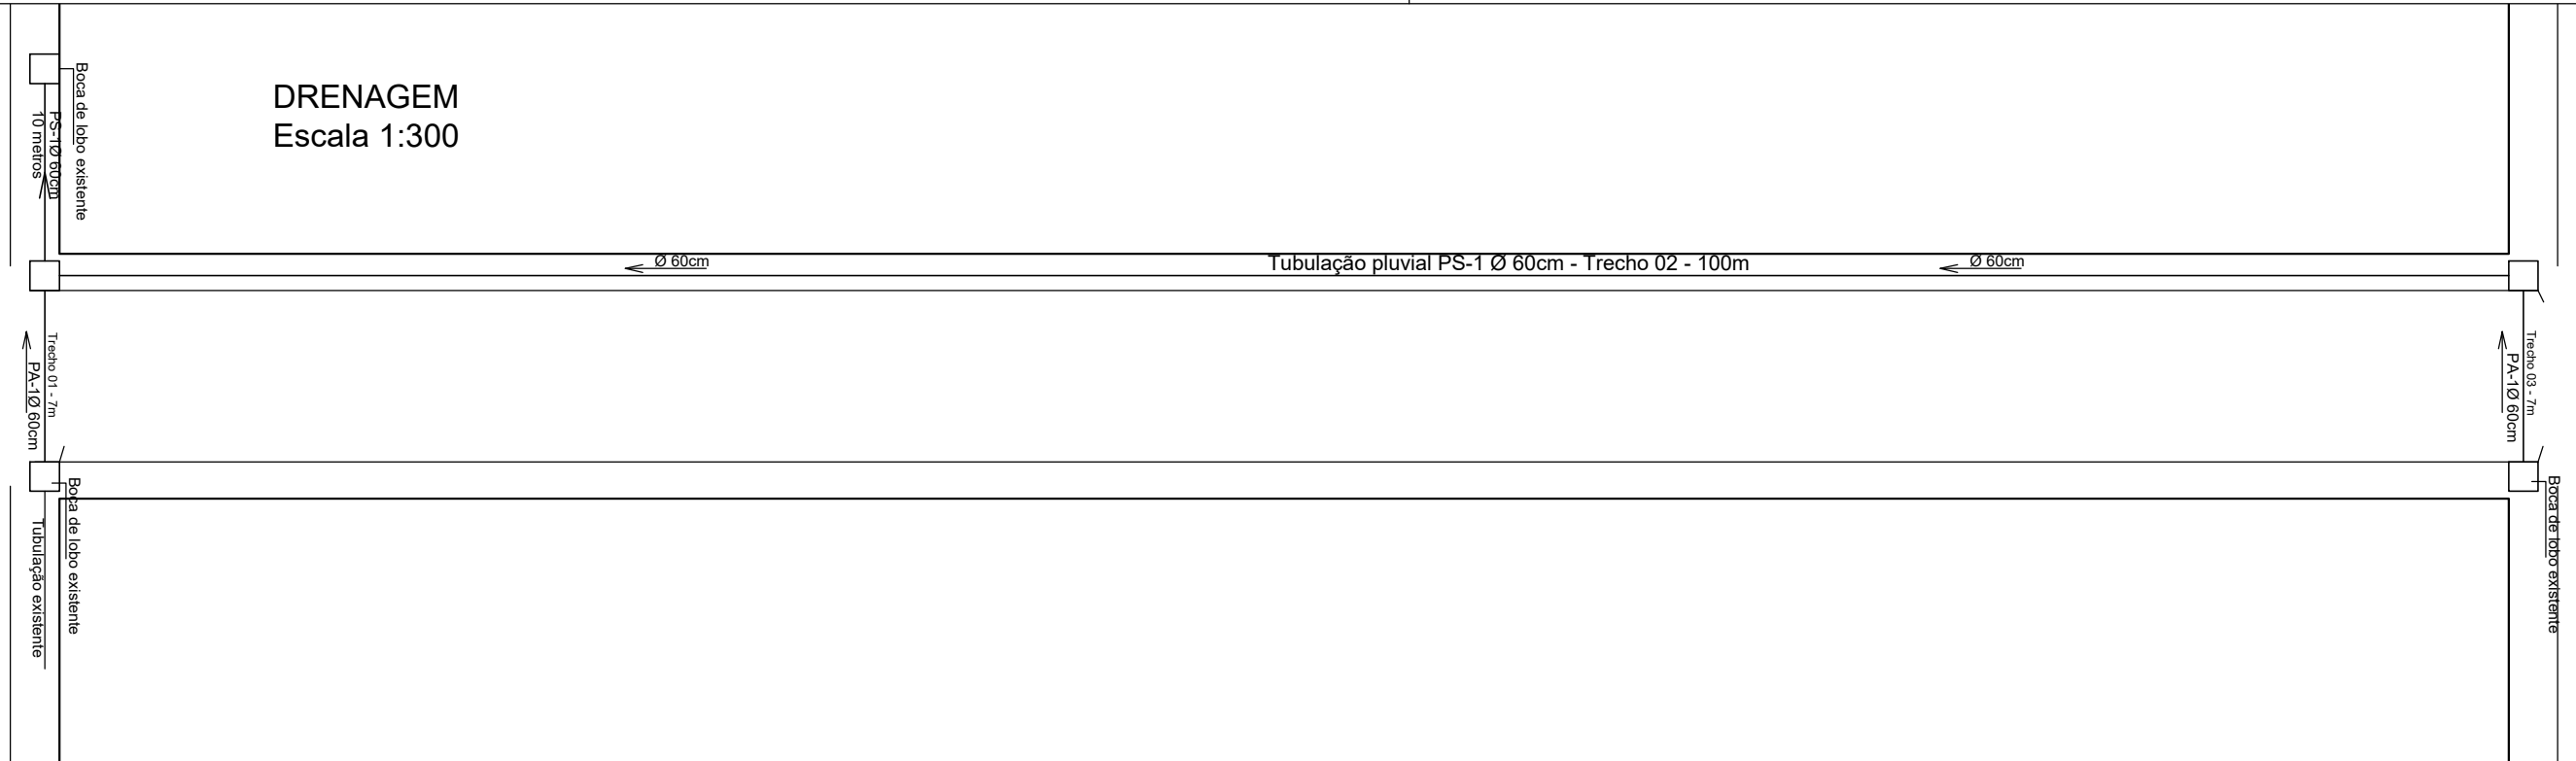 DRENAGEM
Escala 1:300
Boca de lobo existente
PS-1Ø 60cm
10 metros
Ø 60cm
Tubulação pluvial PS-1 Ø 60cm - Trecho 02 - 100m
Ø 60cm
Trecho 01 - 7m
PA-1Ø 60cm
Trecho 03 - 7m
PA-1Ø 60cm
Boca de lobo existente
Tubulação existente
Boca de lobo existente